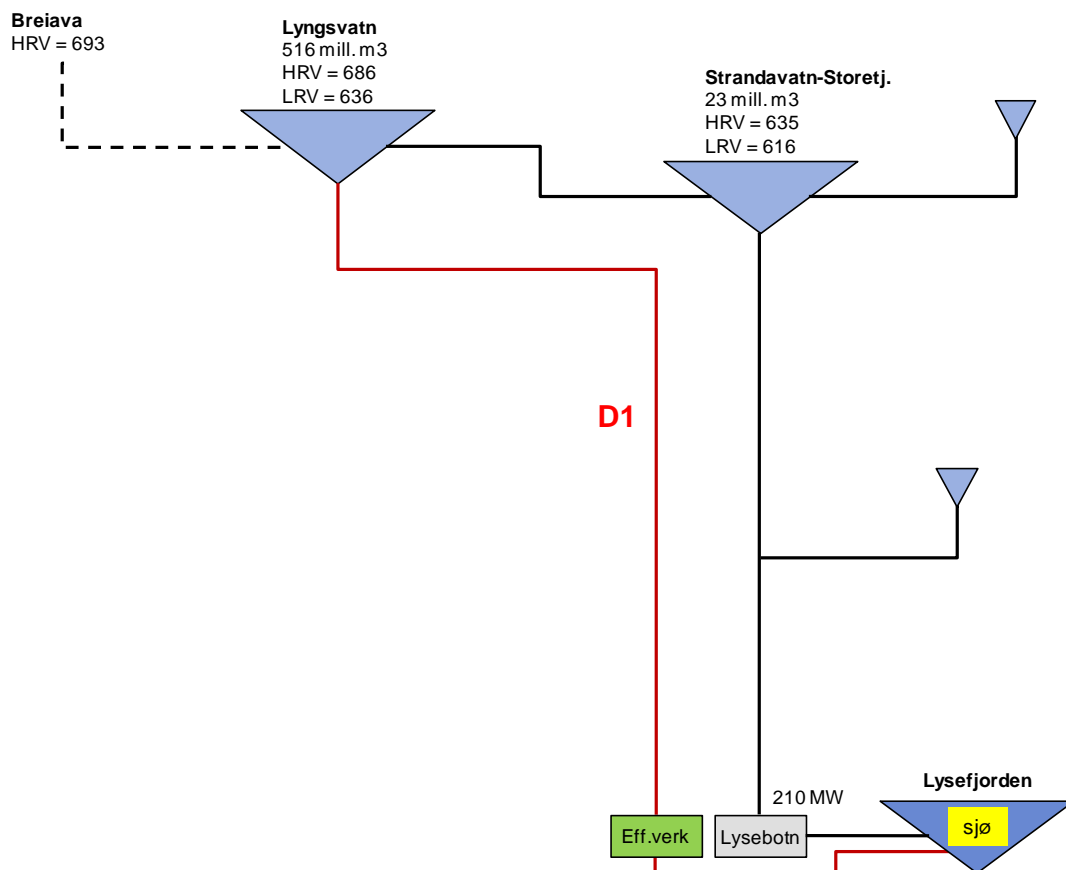 Breiava
HRV = 693
Lyngsvatn
516 mill. m3
HRV = 686
LRV = 636
Strandavatn-Storetj.
23 mill. m3
HRV = 635
LRV = 616
D1
Lysefjorden
210 MW
Eff.verk
Lysebotn
sjø